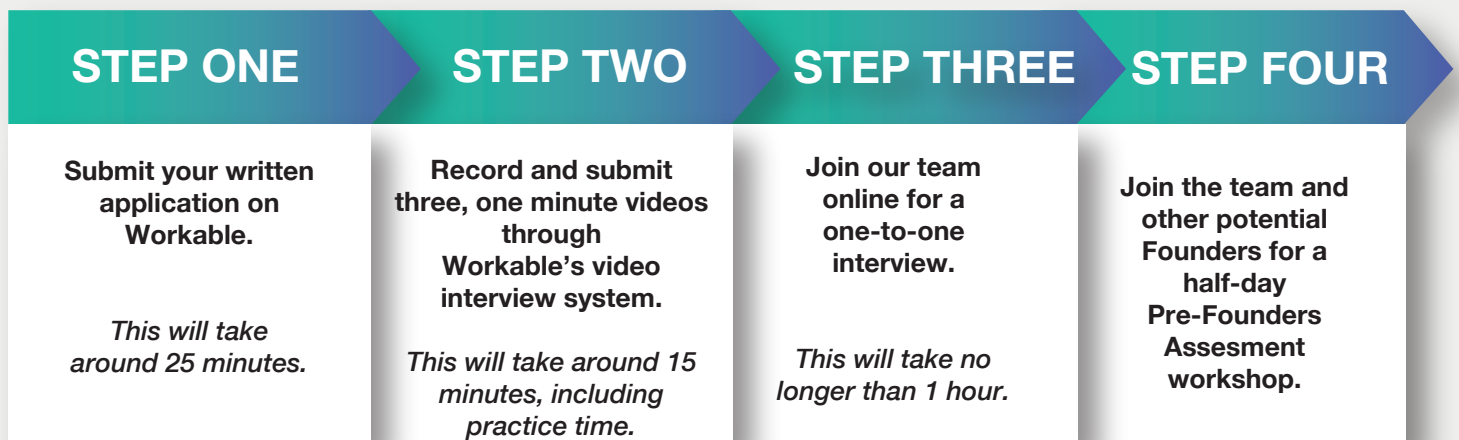 STEP ONE
Submit your written
application on
Workable.
This will take
around 25 minutes.
STEP TWO
Record and submit
three, one minute videos
through
Workable’s video
interview system.
This will take around 15
minutes, including
practice time.
STEP THREE
Join our team
online for a
one-to-one
interview.
This will take no
longer than 1 hour.
STEP FOUR
Join the team and
other potential
Founders for a
half-day
Pre-Founders
Assesment
workshop.